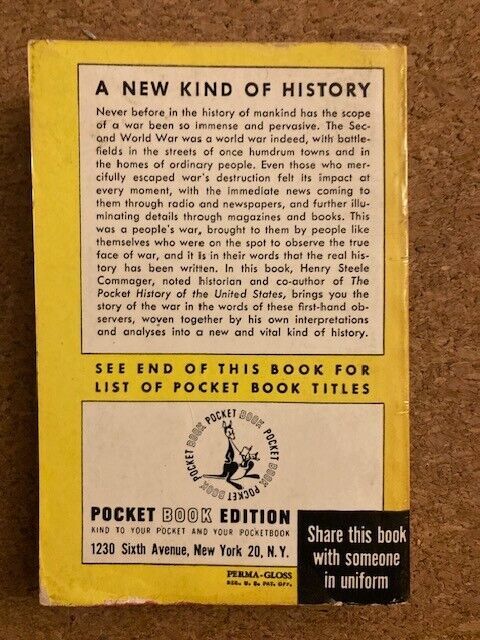 A NEW KIND OF HISTORY
Never before in the history of mankind has the scope
of a war been so immense and pervasive. The Sec-
ond World War was a world war indeed, with battle-
fields in the streets of once humdrum towns and in
the homes of ordinary people. Even those who mer-
cifully escaped war's destruction felt its impact at
every moment, with the immediate news coming to
them through radio and newspapers, and further illu-
minating details through magazines and books. This
was a people's war, brought to them by people like
themselves who were on the spot to observe the true
face of war, and it is in their words that the real his-
tory has been written. In this book, Henry Steele
Commager, noted historian and co-author of The
Pocket History of the United States, brings you the
story of the war in the words of these first-hand ob-
servers, woven together by his own interpretations
and analyses into a new and vital kind of history.
SEE END OF THIS BOOK FOR
LIST OF POCKET BOOK TITLES
POCKET BOOK POCKET BOOK POCKET BOOK POCKET BOOK
POCKET BOOK EDITION
KIND TO YOUR POCKET AND YOUR POCKETBOOK
1230 Sixth Avenue, New York 20, N.Y.
PERMA-GLOSS
REG. U. S. PAT. OFF.
Share this book
with someone
in uniform